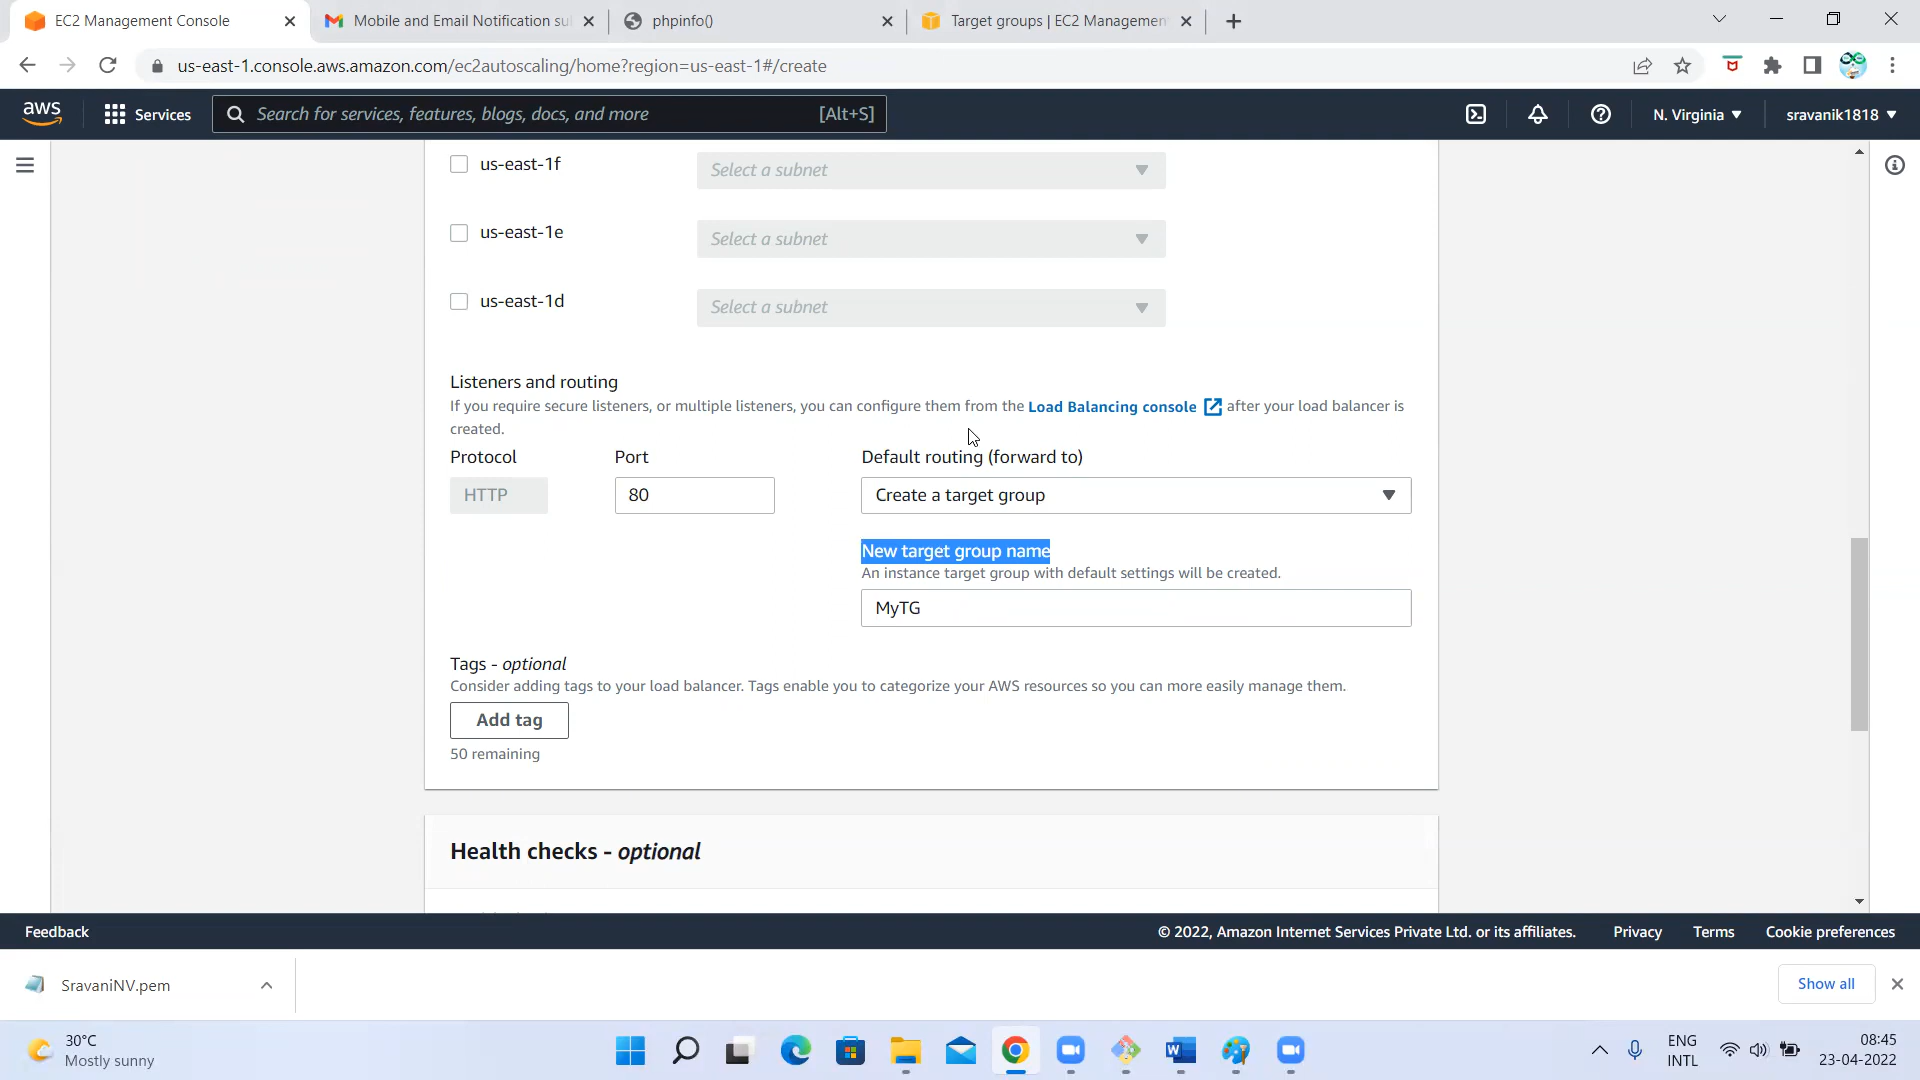 EC2 Management Console
Mobile and Email Notification su
phpinfo()
Target groups | EC2 Managemen
us-east-1.console.aws.amazon.com/ec2autoscaling/home?region=us-east-1#/create
aws
Services
Search for services, features, blogs, docs, and more
[Alt+S]
N. Virginia
sravanik1818
us-east-1f
Select a subnet
us-east-1e
Select a subnet
us-east-1d
Select a subnet
Listeners and routing
If you require secure listeners, or multiple listeners, you can configure them from the Load Balancing console after your load balancer is
created.
Protocol
Port
Default routing (forward to)
HTTP
80
Create a target group
New target group name
An instance target group with default settings will be created.
MyTG
Tags - optional
Consider adding tags to your load balancer. Tags enable you to categorize your AWS resources so you can more easily manage them.
Add tag
50 remaining
Health checks - optional
Feedback
© 2022, Amazon Internet Services Private Ltd. or its affiliates.
Privacy
Terms
Cookie preferences
SravaniNV.pem
Show all
30°C
Mostly sunny
ENG
INTL
08:45
23-04-2022